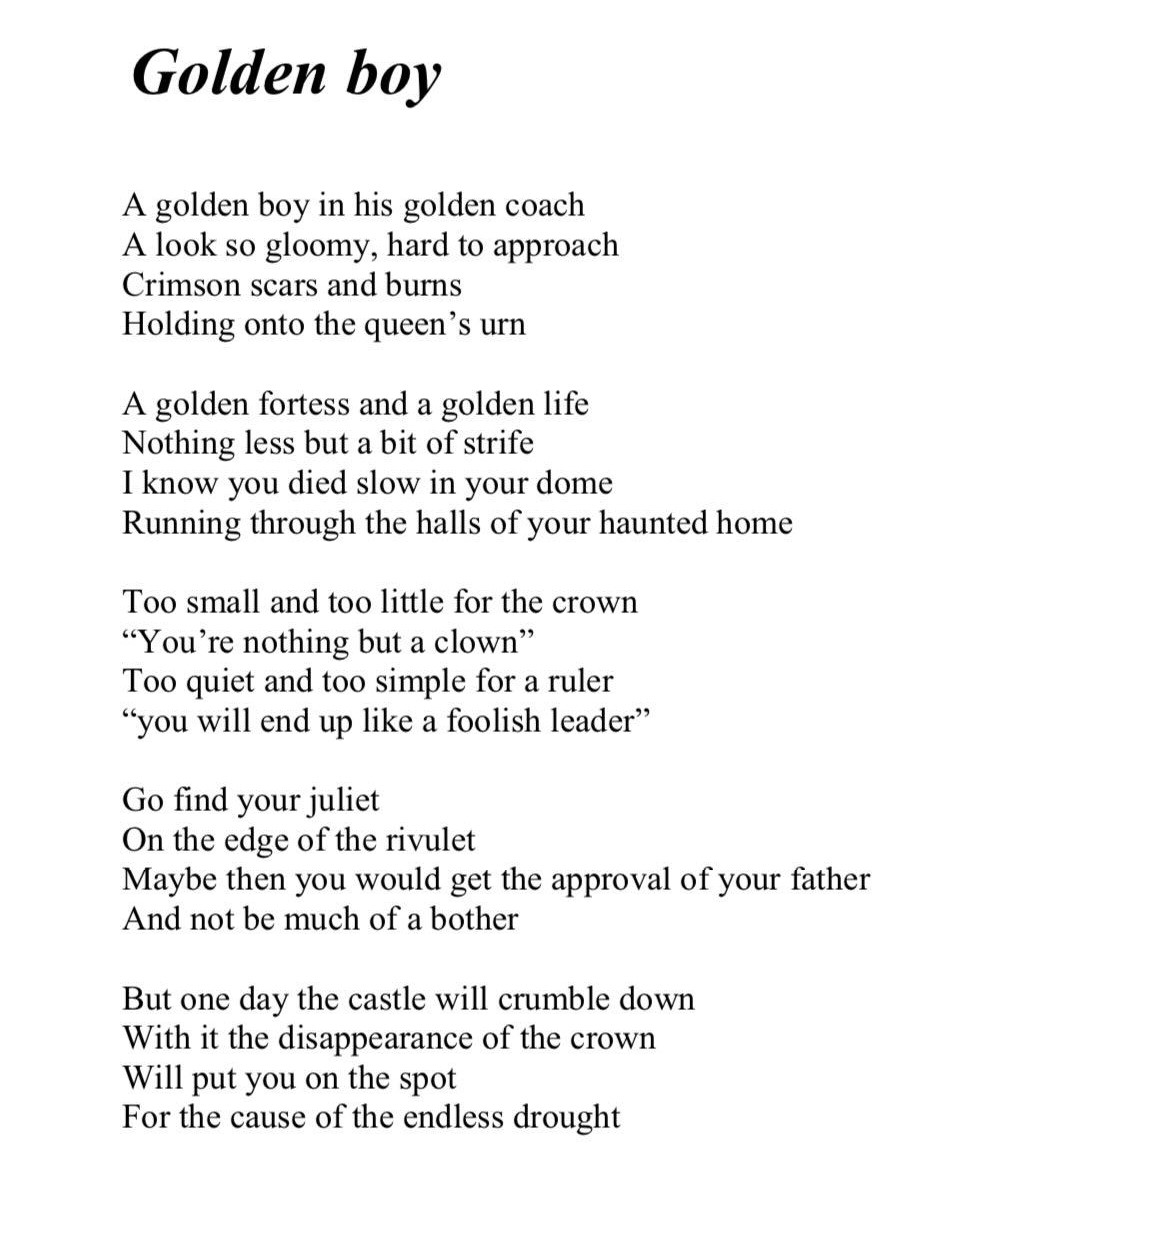 Golden boy
A golden boy in his golden coach
A look so gloomy, hard to approach
Crimson scars and burns
Holding onto the queen’s urn
A golden fortess and a golden life
Nothing less but a bit of strife
I know you died slow in your dome
Running through the halls of your haunted home
Too small and too little for the crown
“You’re nothing but a clown”
Too quiet and too simple for a ruler
“you will end up like a foolish leader”
Go find your juliet
On the edge of the rivulet
Maybe then you would get the approval of your father
And not be much of a bother
But one day the castle will crumble down
With it the disappearance of the crown
Will put you on the spot
For the cause of the endless drought